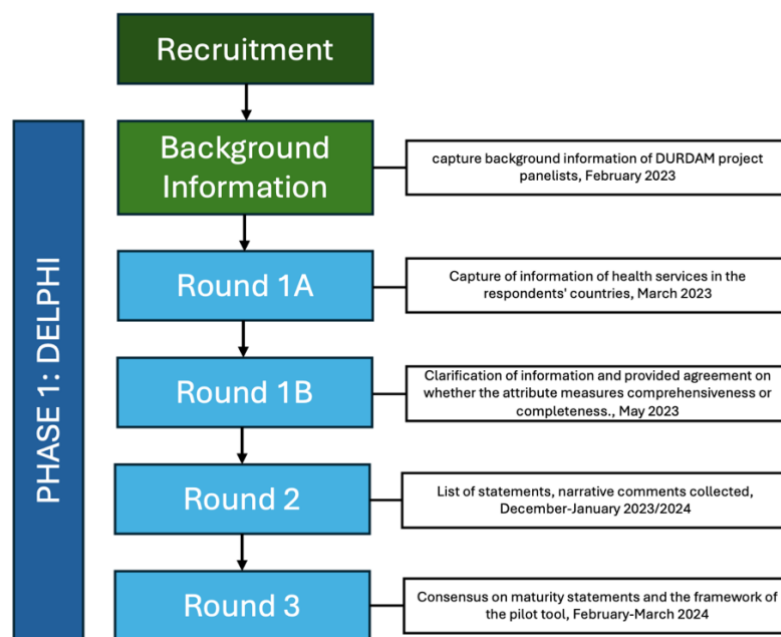 Recruitment
PHASE 1: DELPHI
Background
Information
capture background information of DURDAM project
panelists, February 2023
Round 1A
Capture of information of health services in the
respondents' countries, March 2023
Round 1B
Clarification of information and provided agreement on
whether the attribute measures comprehensiveness or
completeness., May 2023
Round 2
List of statements, narrative comments collected,
December-January 2023/2024
Round 3
Consensus on maturity statements and the framework of
the pilot tool, February-March 2024